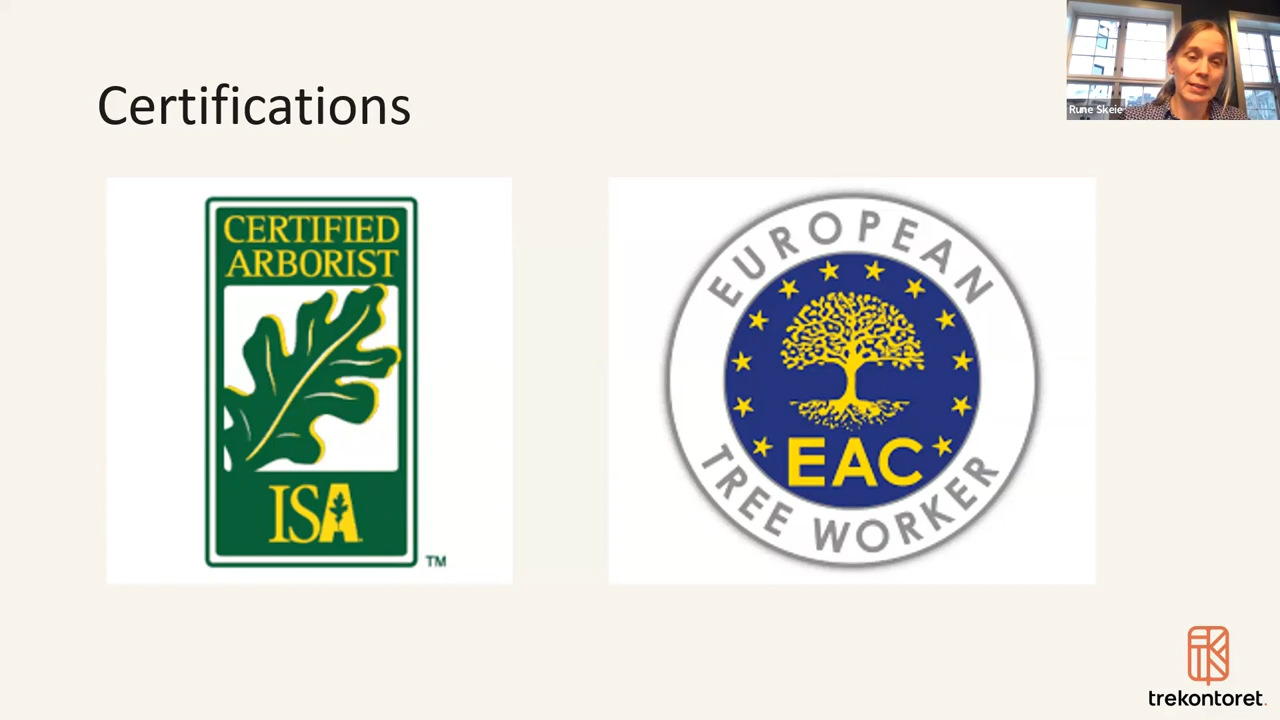 Certifications
Rune Skeie
CERTIFIED
ARBORIST
ISA
TM
EUROPEAN
EAC
TREE WORKER
trekontoret.